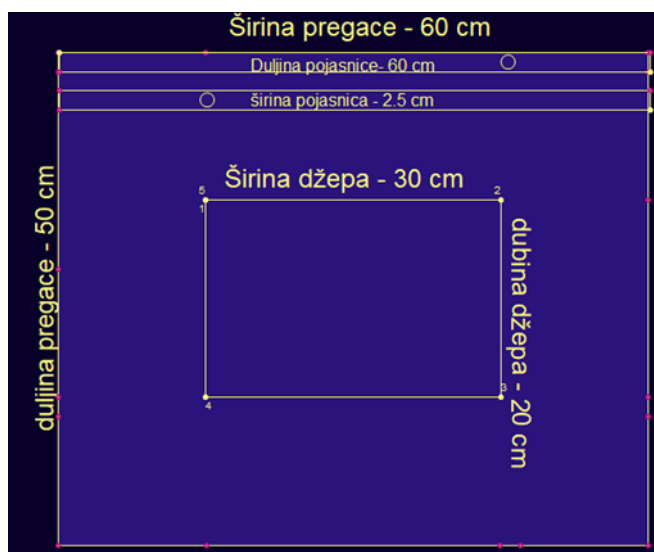 Širina pregace - 60 cm
Duljina pojasnice- 60 cm
širina pojasnica - 2.5 cm
Širina džepa - 30 cm
5
1
2
duljina pregace - 50 cm
dubina džepa - 20 cm
4
3